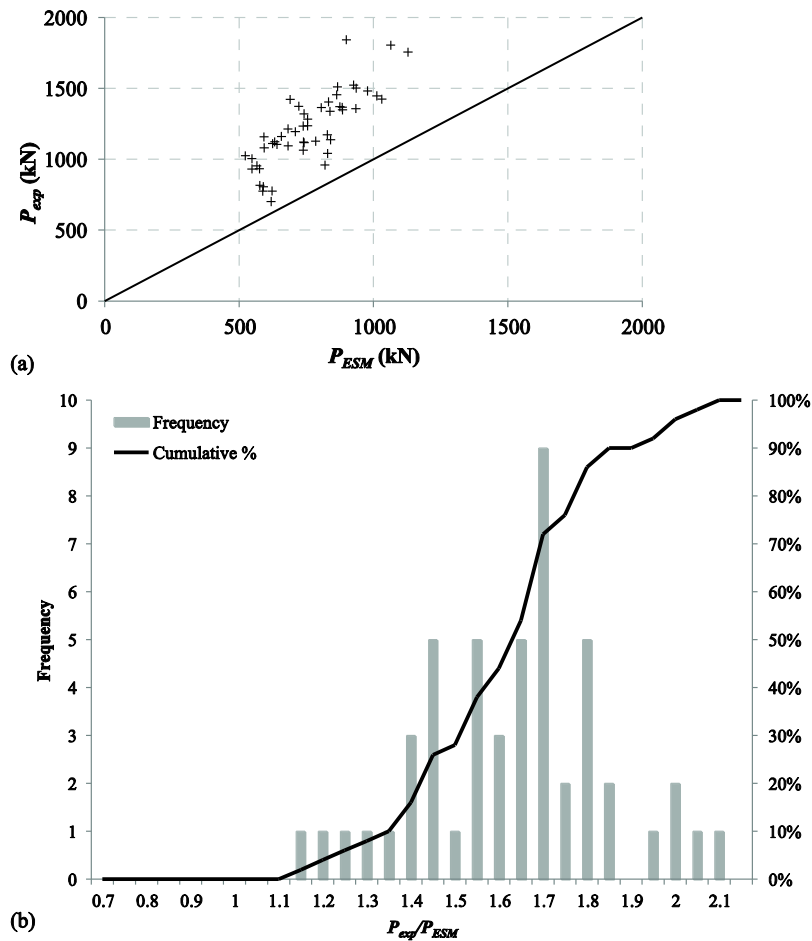 2000
1500
1000
500
0
P_exp (kN)
0 500 1000 1500 2000
P_ESM (kN)
(a)
10
9
8
7
6
5
4
3
2
1
0
Frequency
Frequency
Cumulative %
100%
90%
80%
70%
60%
50%
40%
30%
20%
10%
0%
0.7 0.8 0.9 1 1.1 1.2 1.3 1.4 1.5 1.6 1.7 1.8 1.9 2 2.1
P_exp/P_ESM
(b)